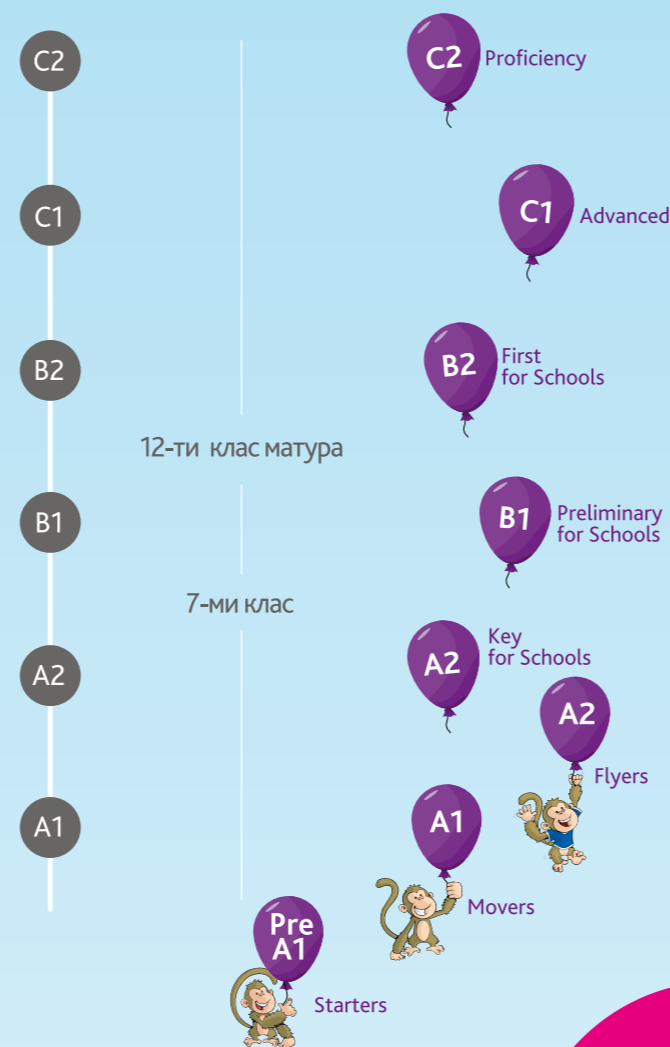 C2
C2
Proficiency
C1
C1
Advanced
B2
B2
First
for Schools
12-ти клас матура
B1
B1
Preliminary
for Schools
7-ми клас
A2
A2
Key
for Schools
A2
Flyers
A1
A1
Movers
Pre
A1
Starters